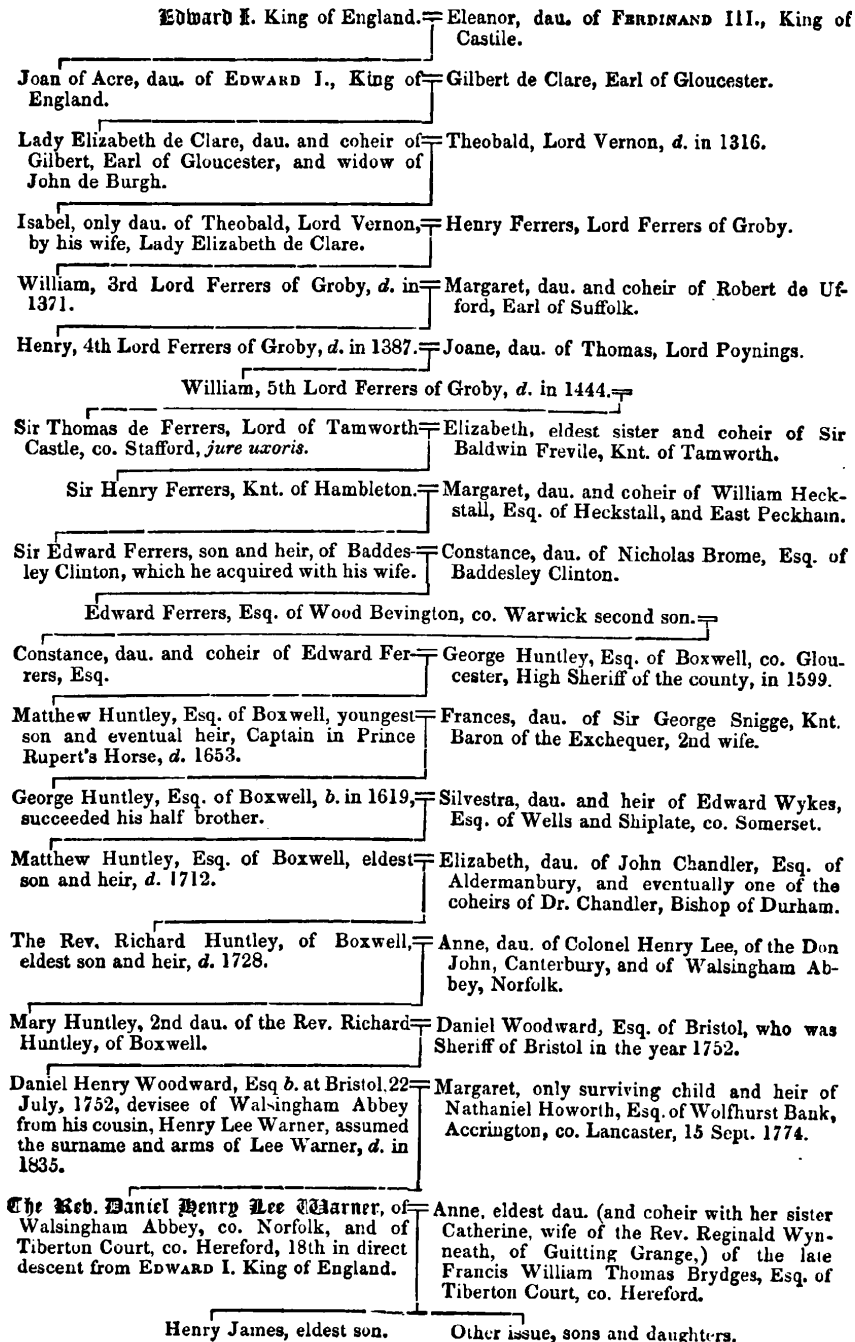 Edward I. King of England. = Eleanor, dau. of FERDINAND III., King of
Castile.
Joan of Acre, dau. of EDWARD I., King of
England.
= Gilbert de Clare, Earl of Gloucester.
Lady Elizabeth de Clare, dau. and coheir of
Gilbert, Earl of Gloucester, and widow of
John de Burgh.
= Theobald, Lord Vernon, d. in 1316.
Isabel, only dau. of Theobald, Lord Vernon,
by his wife, Lady Elizabeth de Clare.
= Henry Ferrers, Lord Ferrers of Groby.
William, 3rd Lord Ferrers of Groby, d. in
1371.
= Margaret, dau. and coheir of Robert de Uf-
ford, Earl of Suffolk.
Henry, 4th Lord Ferrers of Groby, d. in 1387. = Joane, dau. of Thomas, Lord Poynings.
William, 5th Lord Ferrers of Groby, d. in 1444. =
Sir Thomas de Ferrers, Lord of Tamworth
Castle, co. Stafford, jure uxoris.
= Elizabeth, eldest sister and coheir of Sir
Baldwin Frevile, Knt. of Tamworth.
Sir Henry Ferrers, Knt. of Hambleton. = Margaret, dau. and coheir of William Heck-
stall, Esq. of Heckstall, and East Peckham.
Sir Edward Ferrers, son and heir, of Baddes-
ley Clinton, which he acquired with his wife.
= Constance, dau. of Nicholas Brome, Esq. of
Baddesley Clinton.
Edward Ferrers, Esq. of Wood Bevington, co. Warwick second son. =
Constance, dau. and coheir of Edward Fer-
rers, Esq.
= George Huntley, Esq. of Boxwell, co. Glou-
cester, High Sheriff of the county, in 1599.
Matthew Huntley, Esq. of Boxwell, youngest
son and eventual heir, Captain in Prince
Rupert's Horse, d. 1653.
= Frances, dau. of Sir George Snigge, Knt.
Baron of the Exchequer, 2nd wife.
George Huntley, Esq. of Boxwell, b. in 1619,
succeeded his half brother.
= Silvestra, dau. and heir of Edward Wykes,
Esq. of Wells and Shiplate, co. Somerset.
Matthew Huntley, Esq. of Boxwell, eldest
son and heir, d. 1712.
= Elizabeth, dau. of John Chandler, Esq. of
Aldermanbury, and eventually one of the
coheirs of Dr. Chandler, Bishop of Durham.
The Rev. Richard Huntley, of Boxwell,
eldest son and heir, d. 1728.
= Anne, dau. of Colonel Henry Lee, of the Don
John, Canterbury, and of Walsingham Ab-
bey, Norfolk.
Mary Huntley, 2nd dau. of the Rev. Richard
Huntley, of Boxwell.
= Daniel Woodward, Esq. of Bristol, who was
Sheriff of Bristol in the year 1752.
Daniel Henry Woodward, Esq b. at Bristol. 22
July, 1752, devisee of Walsingham Abbey
from his cousin, Henry Lee Warner, assumed
the surname and arms of Lee Warner, d. in
1835.
= Margaret, only surviving child and heir of
Nathaniel Howorth, Esq. of Wolfhurst Bank,
Accrington, co. Lancaster, 15 Sept. 1774.
The Rev. Daniel Henry Lee Warner, of
Walsingham Abbey, co. Norfolk, and of
Tiberton Court, co. Hereford, 18th in direct
descent from EDWARD I. King of England.
= Anne, eldest dau. (and coheir with her sister
Catherine, wife of the Rev. Reginald Wyn-
neath, of Guitting Grange,) of the late
Francis William Thomas Brydges, Esq. of
Tiberton Court, co. Hereford.
Henry James, eldest son.
Other issue, sons and daughters.